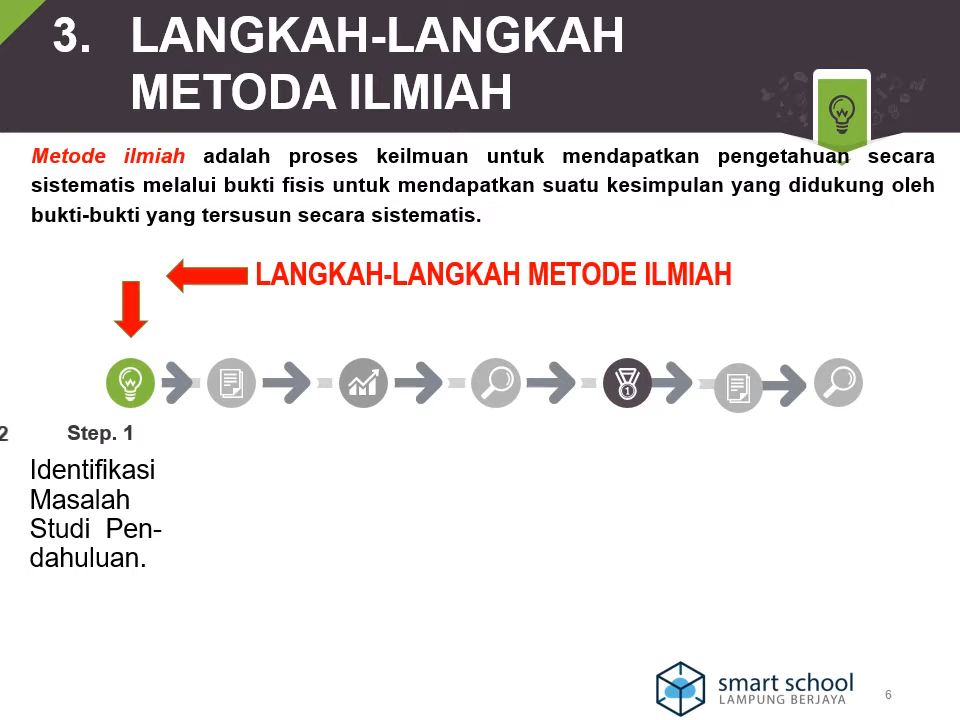 3. LANGKAH-LANGKAH
METODA ILMIAH
Metode ilmiah adalah proses keilmuan untuk mendapatkan pengetahuan secara
sistematis melalui bukti fisis untuk mendapatkan suatu kesimpulan yang didukung oleh
bukti-bukti yang tersusun secara sistematis.
LANGKAH-LANGKAH METODE ILMIAH
1
2 Step. 1
Identifikasi
Masalah
Studi Pen-
dahuluan.
smart school
LAMPUNG BERJAYA
6